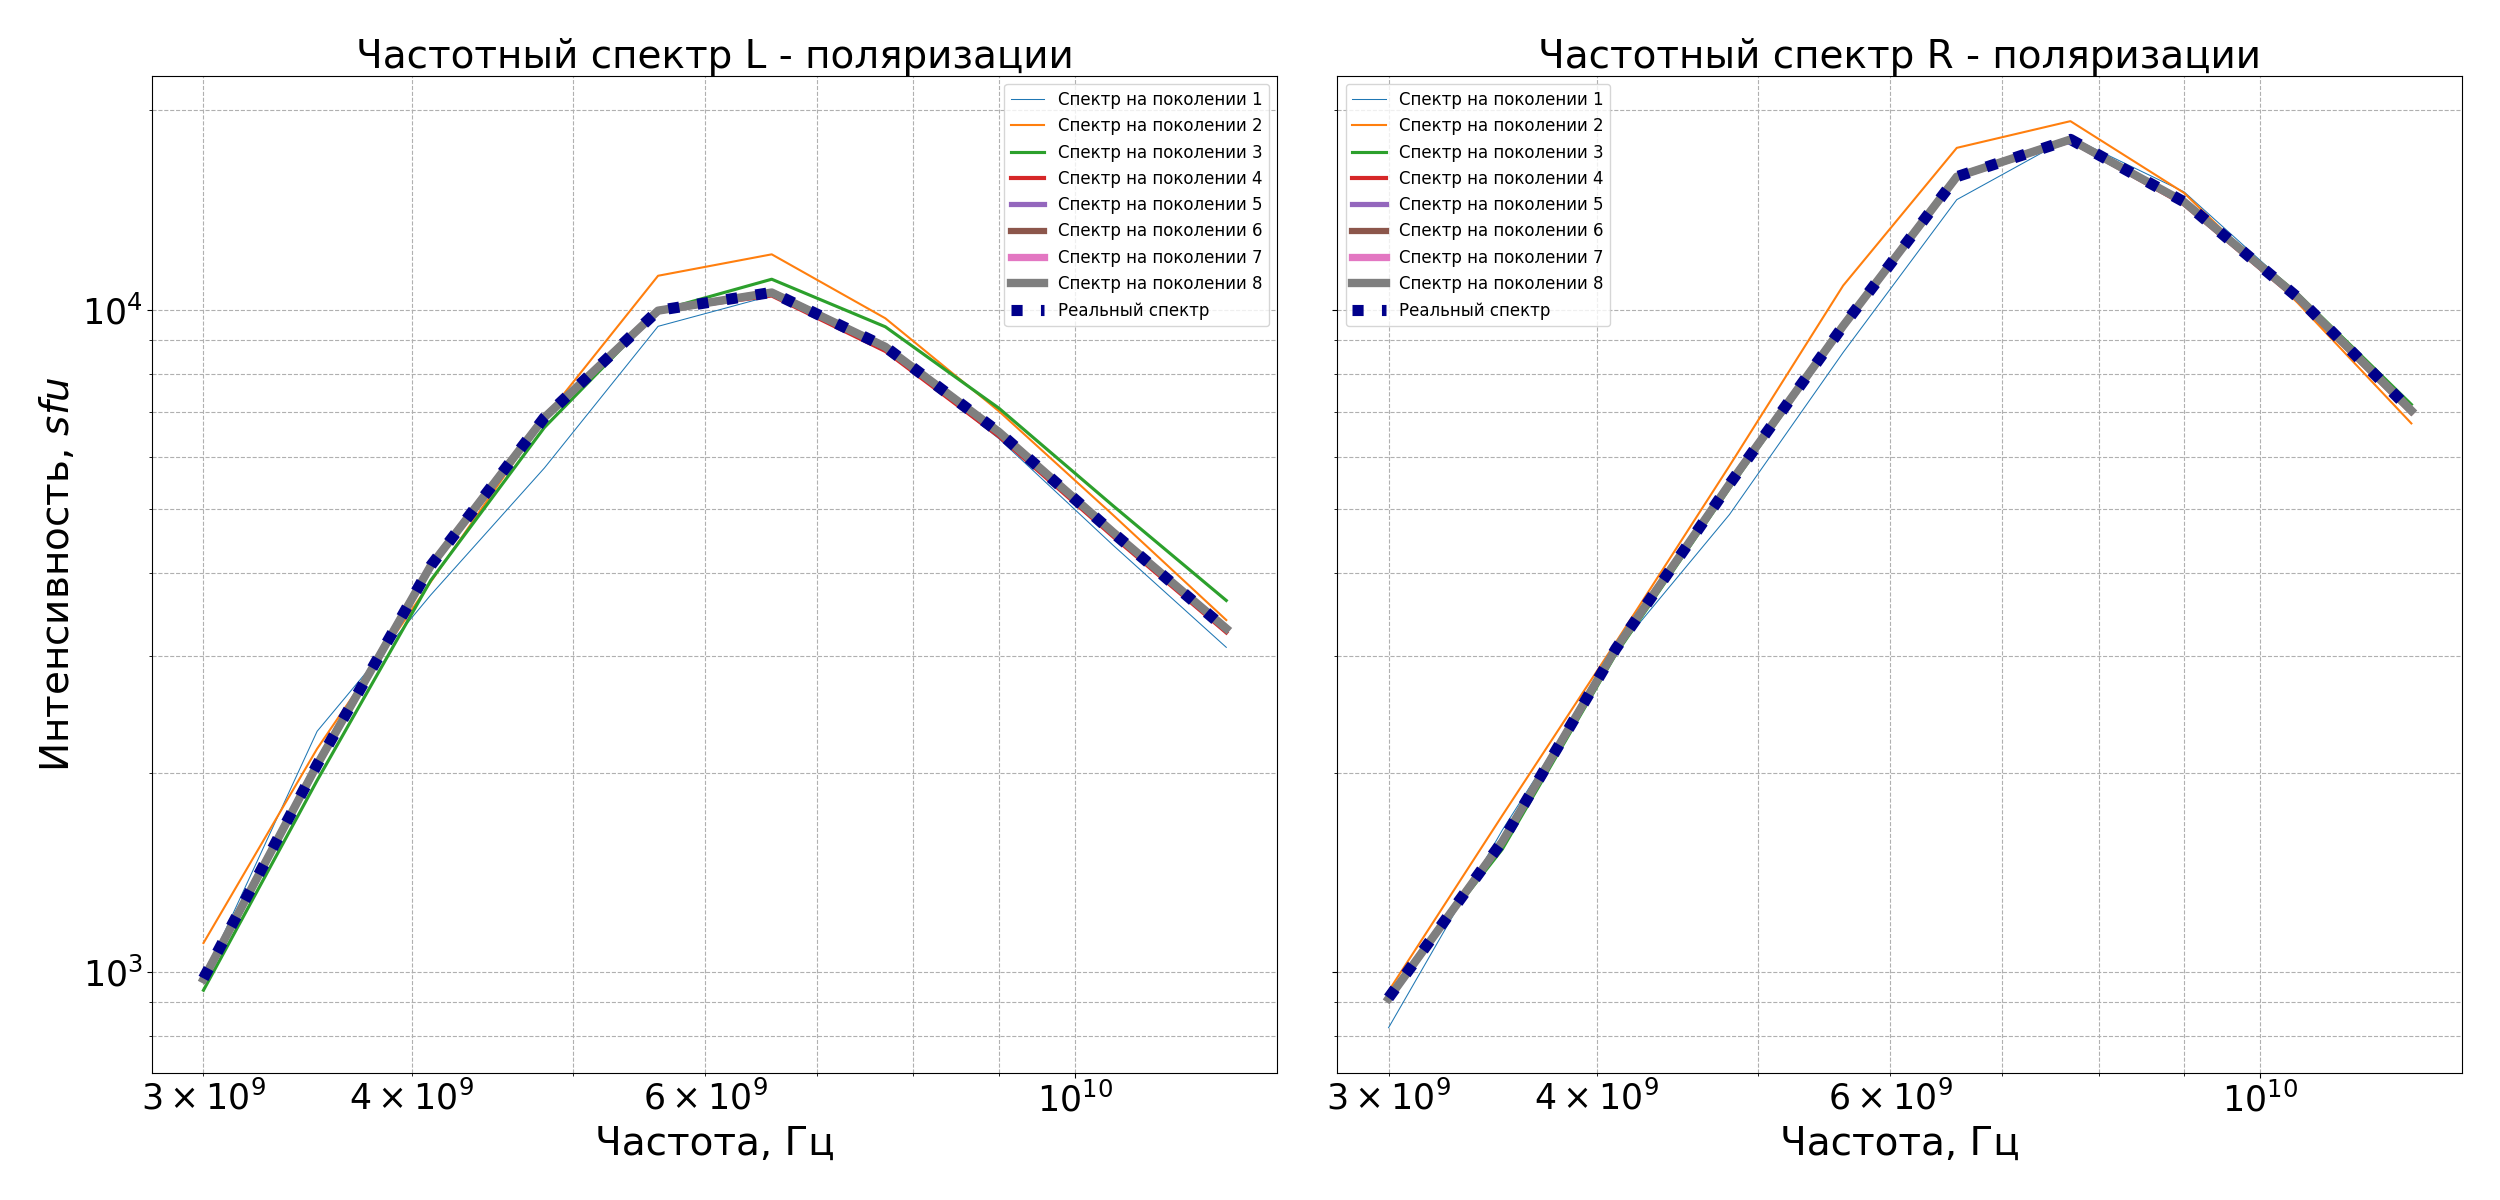 Частотный спектр L - поляризации
Спектр на поколении 1
Спектр на поколении 2
Спектр на поколении 3
Спектр на поколении 4
Спектр на поколении 5
Спектр на поколении 6
Спектр на поколении 7
Спектр на поколении 8
Реальный спектр
10⁴
10³
Интенсивность, sfu
3 × 10⁹
4 × 10⁹
6 × 10⁹
10¹⁰
Частота, Гц
Частотный спектр R - поляризации
Спектр на поколении 1
Спектр на поколении 2
Спектр на поколении 3
Спектр на поколении 4
Спектр на поколении 5
Спектр на поколении 6
Спектр на поколении 7
Спектр на поколении 8
Реальный спектр
3 × 10⁹
4 × 10⁹
6 × 10⁹
10¹⁰
Частота, Гц